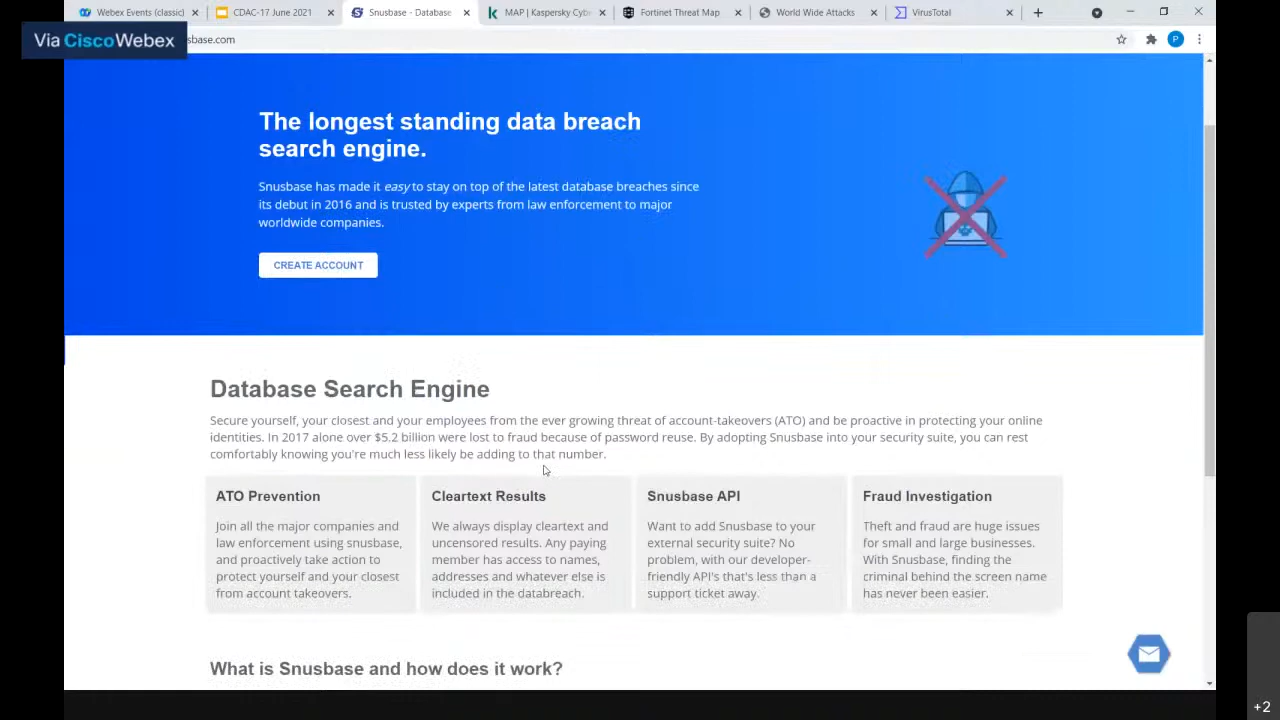 Webex Events (classic)
CDAC-17 June 2021
Snusbase - Database
MAP | Kaspersky Cybe
Fortinet Threat Map
World Wide Attacks
VirusTotal
Via CiscoWebex
sbase.com
P
The longest standing data breach
search engine.
Snusbase has made it easy to stay on top of the latest database breaches since
its debut in 2016 and is trusted by experts from law enforcement to major
worldwide companies.
CREATE ACCOUNT
Database Search Engine
Secure yourself, your closest and your employees from the ever growing threat of account-takeovers (ATO) and be proactive in protecting your online
identities. In 2017 alone over $5.2 billion were lost to fraud because of password reuse. By adopting Snusbase into your security suite, you can rest
comfortably knowing you're much less likely be adding to that number.
ATO Prevention
Join all the major companies and
law enforcement using snusbase,
and proactively take action to
protect yourself and your closest
from account takeovers.
Cleartext Results
We always display cleartext and
uncensored results. Any paying
member has access to names,
addresses and whatever else is
included in the databreach.
Snusbase API
Want to add Snusbase to your
external security suite? No
problem, with our developer-
friendly API's that's less than a
support ticket away.
Fraud Investigation
Theft and fraud are huge issues
for small and large businesses.
With Snusbase, finding the
criminal behind the screen name
has never been easier.
What is Snusbase and how does it work?
+2